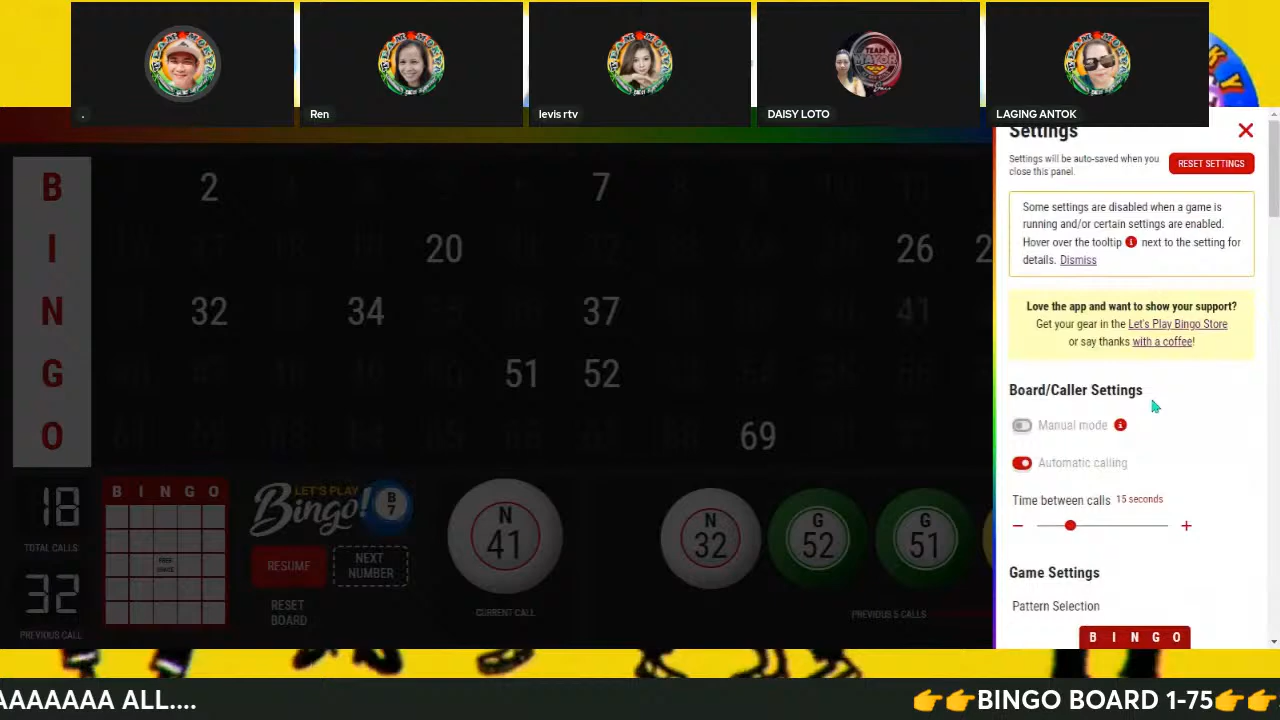 .
Ren
levis rtv
DAISY LOTO
LAGING ANTOK
Settings
Settings will be auto-saved when you
close this panel.
RESET SETTINGS
Some settings are disabled when a game is
running and/or certain settings are enabled.
Hover over the tooltip i next to the setting for
details. Dismiss
Love the app and want to show your support?
Get your gear in the Let's Play Bingo Store
or say thanks with a coffee!
Board/Caller Settings
Manual mode i
Automatic calling
Time between calls 15 seconds
− +
Game Settings
Pattern Selection
B I N G O
B 2 7
I 20 26
N 32 34 37 41
G 51 52
O 69
18
TOTAL CALLS
32
PREVIOUS CALL
B I N G O
FREE
SPACE
LET'S PLAY
Bingo!
B
7
RESUME
NEXT
NUMBER
RESET
BOARD
N
41
CURRENT CALL
N
32
G
52
G
51
PREVIOUS 5 CALLS
AAAAAAA ALL.... 👉👉BINGO BOARD 1-75👉👉